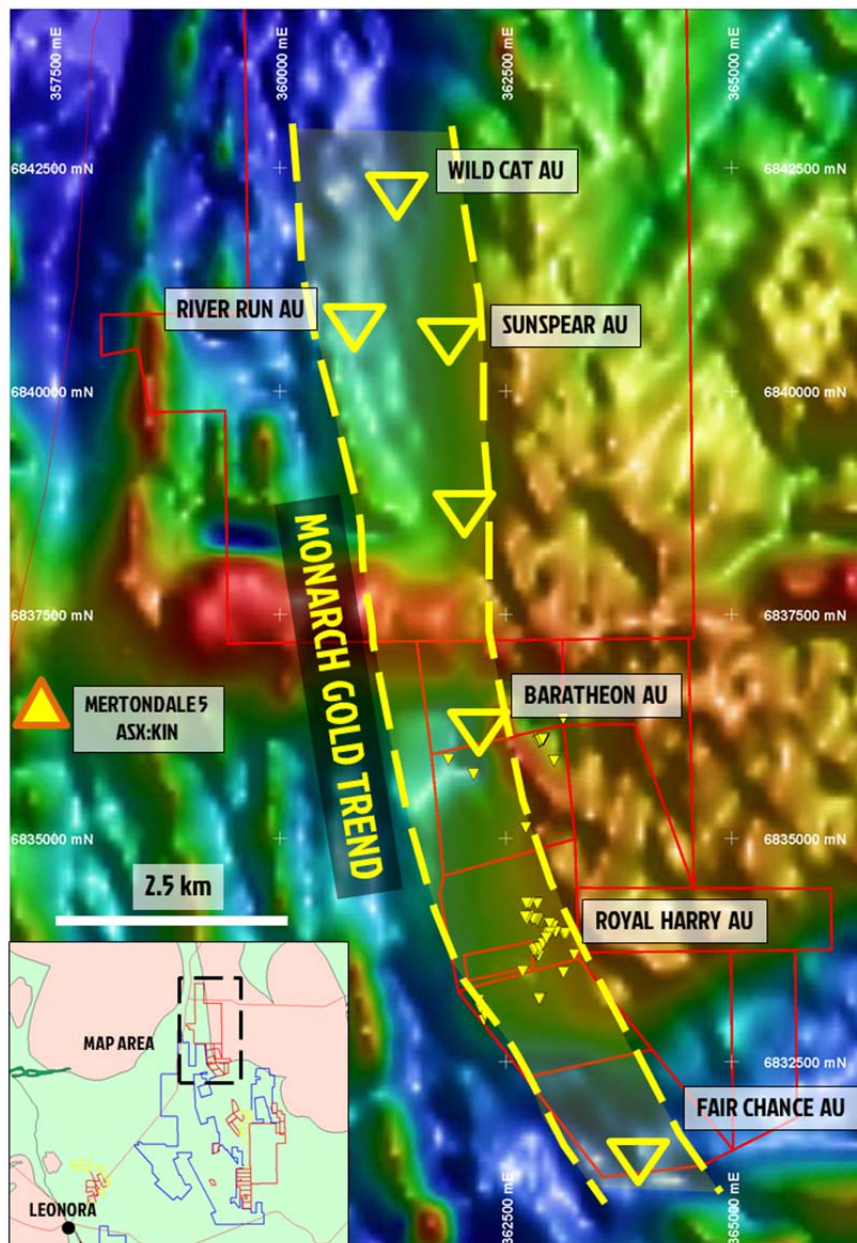 357500 mE
360000 mE
362500 mE
365000 mE
6842500 mN
6842500 mN
WILD CAT AU
RIVER RUN AU
SUNSPEAR AU
6840000 mN
6840000 mN
MONARCH GOLD TREND
6837500 mN
6837500 mN
MERTONDALE 5
ASX:KIN
BARATHEON AU
6835000 mN
6835000 mN
2.5 km
ROYAL HARRY AU
MAP AREA
6832500 mN
FAIR CHANCE AU
LEONORA
362500 mE
365000 mE